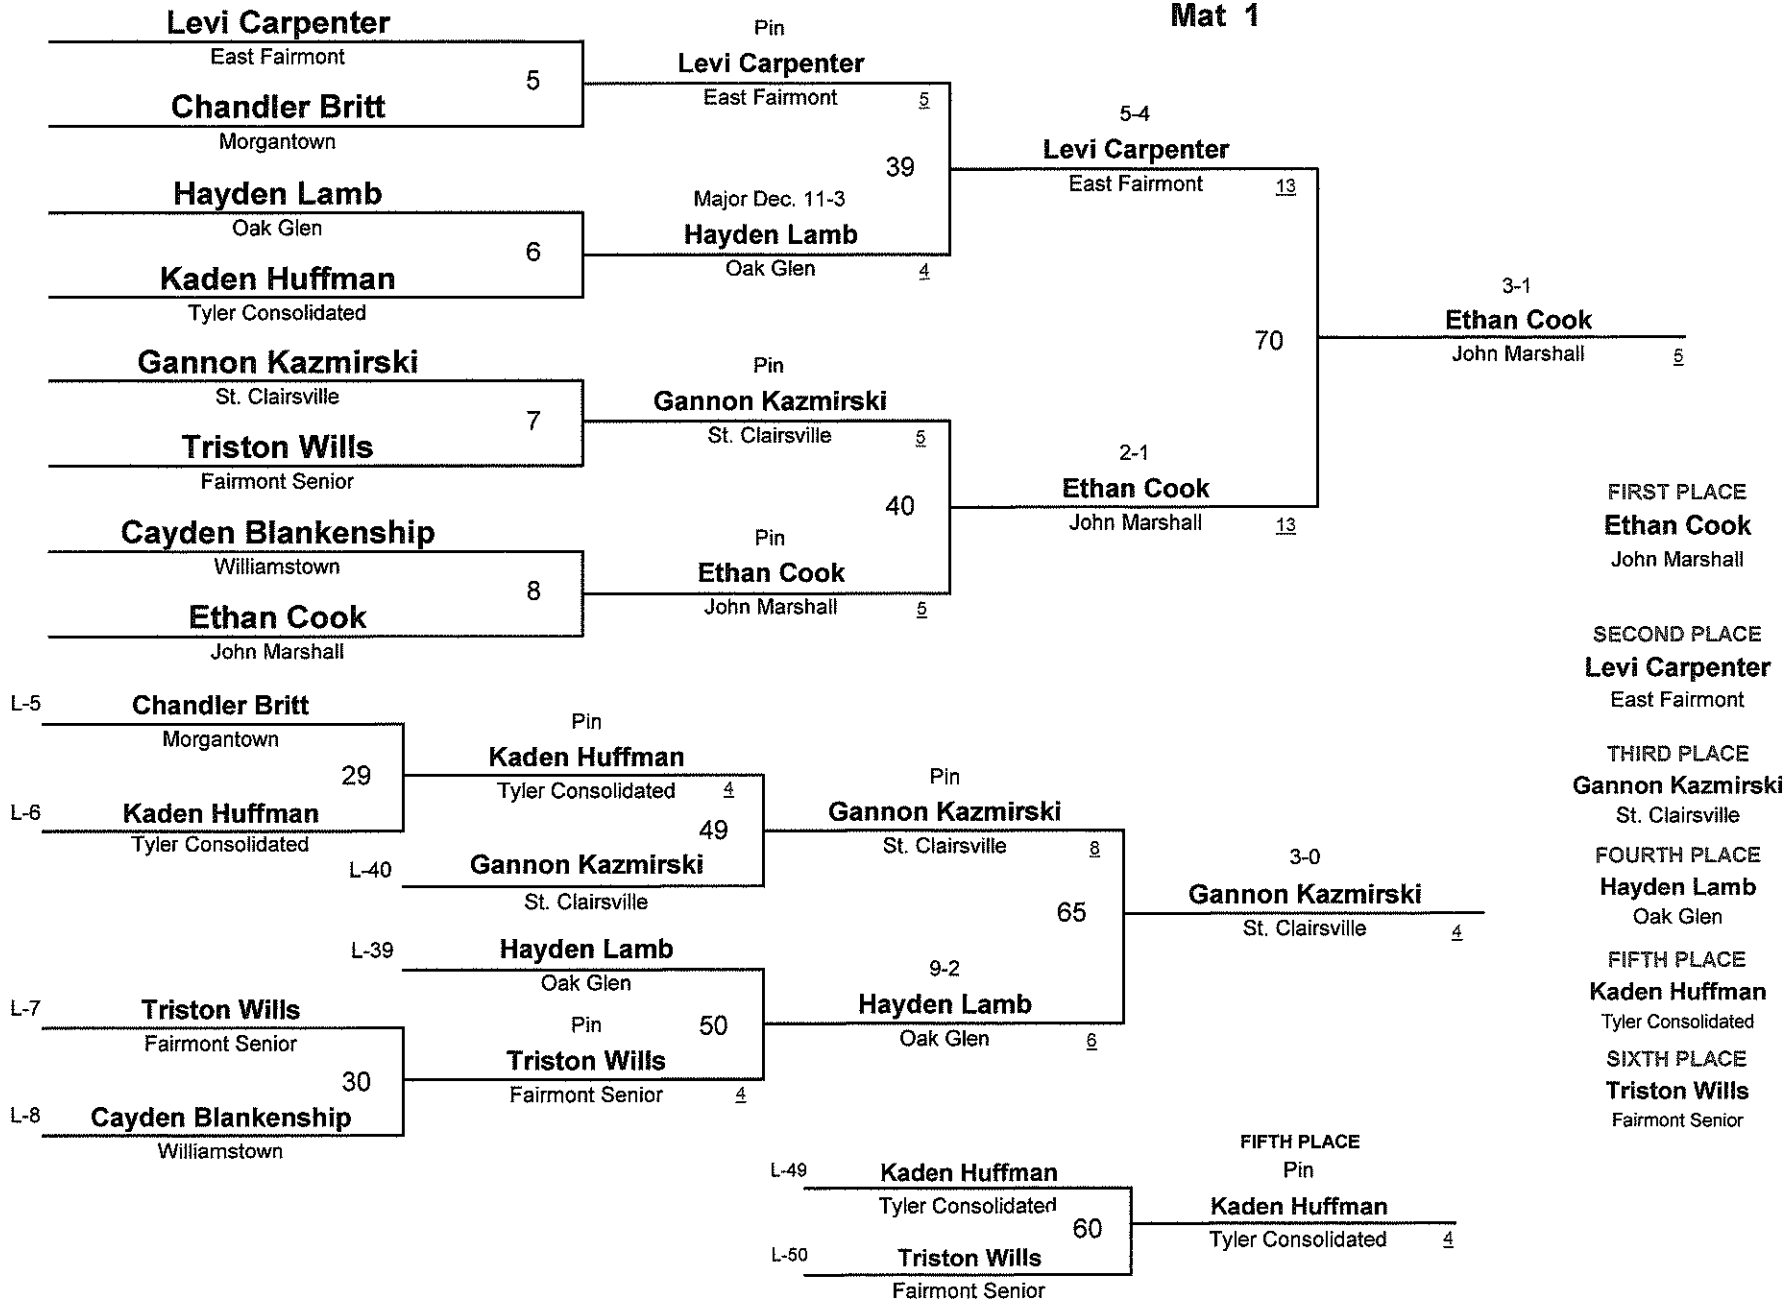 Mat 1
Levi Carpenter
East Fairmont
5
Chandler Britt
Morgantown
Hayden Lamb
Oak Glen
6
Kaden Huffman
Tyler Consolidated
Gannon Kazmirski
St. Clairsville
7
Triston Wills
Fairmont Senior
Cayden Blankenship
Williamstown
8
Ethan Cook
John Marshall
Pin
Levi Carpenter
East Fairmont
5
39
Major Dec. 11-3
Hayden Lamb
Oak Glen
4
Pin
Gannon Kazmirski
St. Clairsville
5
40
Pin
Ethan Cook
John Marshall
5
5-4
Levi Carpenter
East Fairmont
13
70
2-1
Ethan Cook
John Marshall
13
3-1
Ethan Cook
John Marshall
5
L-5
Chandler Britt
Morgantown
29
L-6
Kaden Huffman
Tyler Consolidated
L-7
Triston Wills
Fairmont Senior
30
L-8
Cayden Blankenship
Williamstown
Pin
Kaden Huffman
Tyler Consolidated
4
49
L-40
Gannon Kazmirski
St. Clairsville
L-39
Hayden Lamb
Oak Glen
50
Pin
Triston Wills
Fairmont Senior
4
Pin
Gannon Kazmirski
St. Clairsville
8
65
9-2
Hayden Lamb
Oak Glen
6
3-0
Gannon Kazmirski
St. Clairsville
4
L-49
Kaden Huffman
Tyler Consolidated
60
L-50
Triston Wills
Fairmont Senior
FIFTH PLACE
Pin
Kaden Huffman
Tyler Consolidated
4
FIRST PLACE
Ethan Cook
John Marshall
SECOND PLACE
Levi Carpenter
East Fairmont
THIRD PLACE
Gannon Kazmirski
St. Clairsville
FOURTH PLACE
Hayden Lamb
Oak Glen
FIFTH PLACE
Kaden Huffman
Tyler Consolidated
SIXTH PLACE
Triston Wills
Fairmont Senior